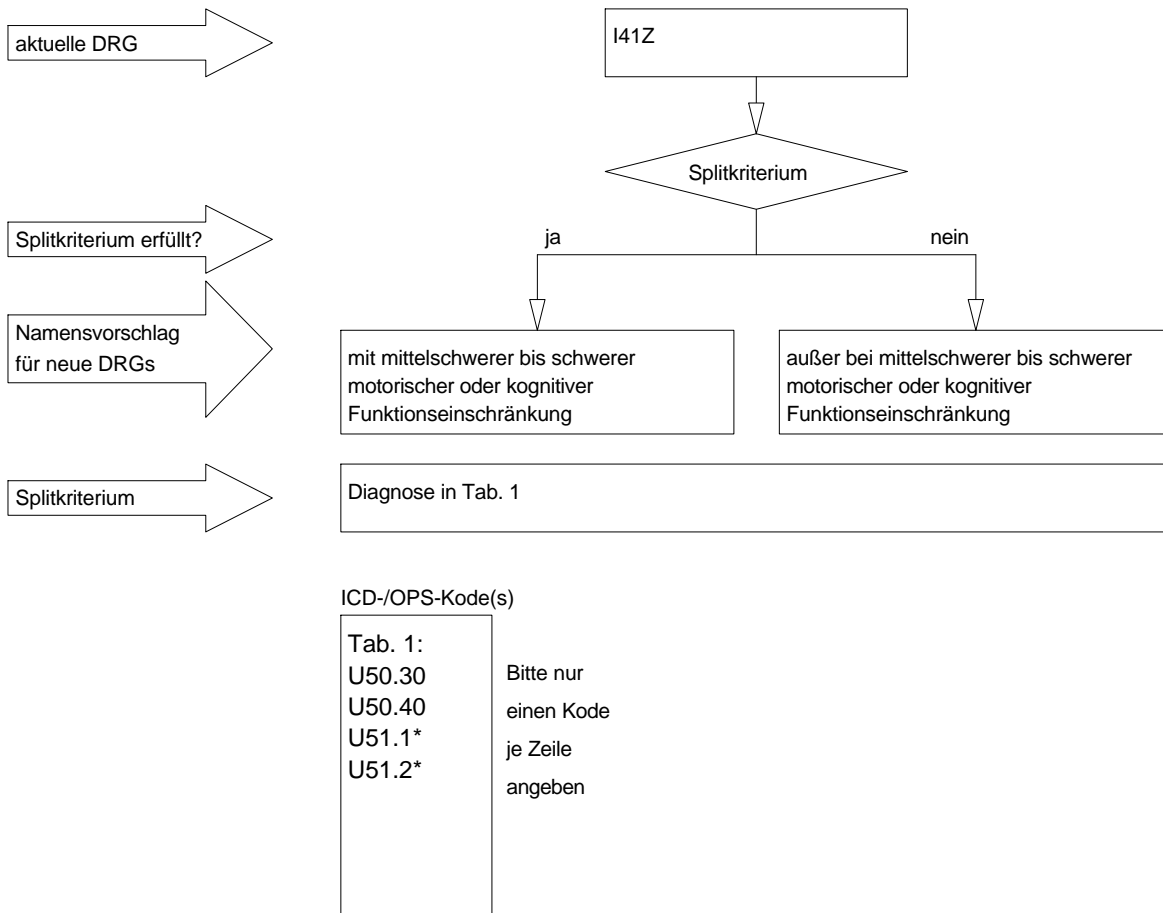 aktuelle DRG
I41Z
Splitkriterium
Splitkriterium erfüllt?
ja
nein
Namensvorschlag
für neue DRGs
mit mittelschwerer bis schwerer
motorischer oder kognitiver
Funktionseinschränkung
außer bei mittelschwerer bis schwerer
motorischer oder kognitiver
Funktionseinschränkung
Splitkriterium
Diagnose in Tab. 1
ICD-/OPS-Kode(s)
Tab. 1:
U50.30
U50.40
U51.1*
U51.2*
Bitte nur
einen Kode
je Zeile
angeben